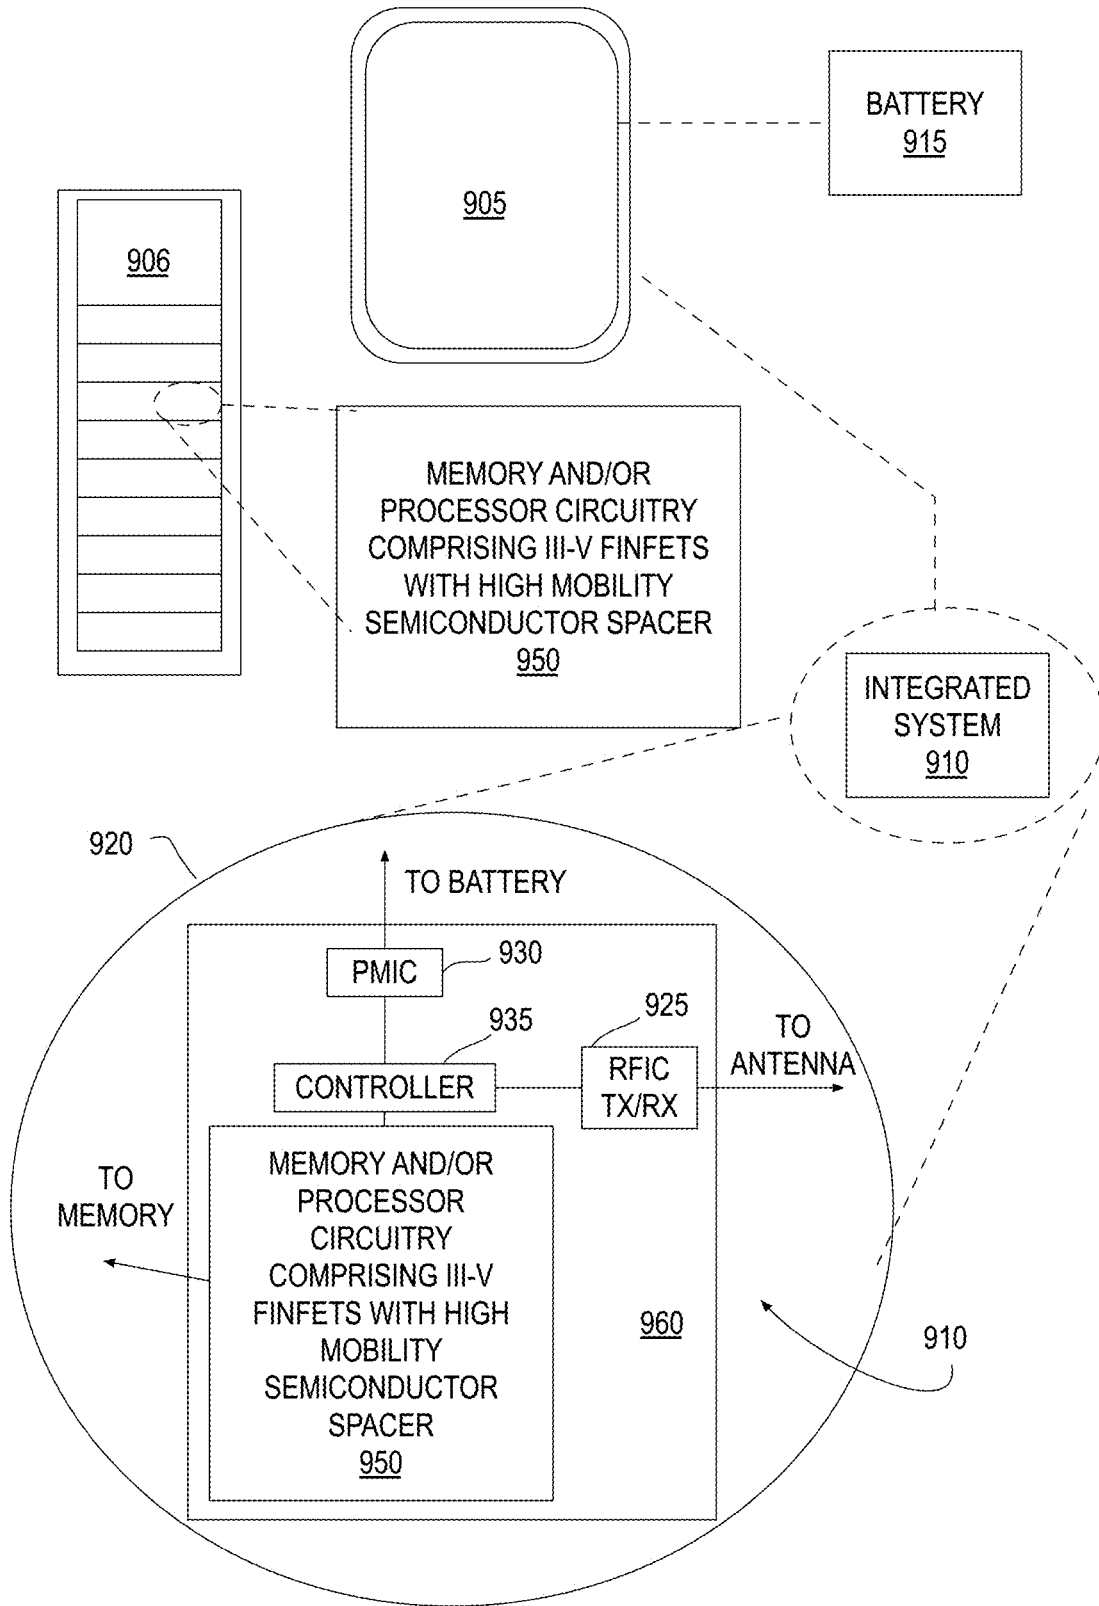 BATTERY
915
905
906
MEMORY AND/OR
PROCESSOR CIRCUITRY
COMPRISING III-V FINFETS
WITH HIGH MOBILITY
SEMICONDUCTOR SPACER
950
INTEGRATED
SYSTEM
910
920
TO BATTERY
PMIC
930
935
925
CONTROLLER
RFIC
TX/RX
TO
ANTENNA
TO
MEMORY
MEMORY AND/OR
PROCESSOR
CIRCUITRY
COMPRISING III-V
FINFETS WITH HIGH
MOBILITY
SEMICONDUCTOR
SPACER
950
960
910